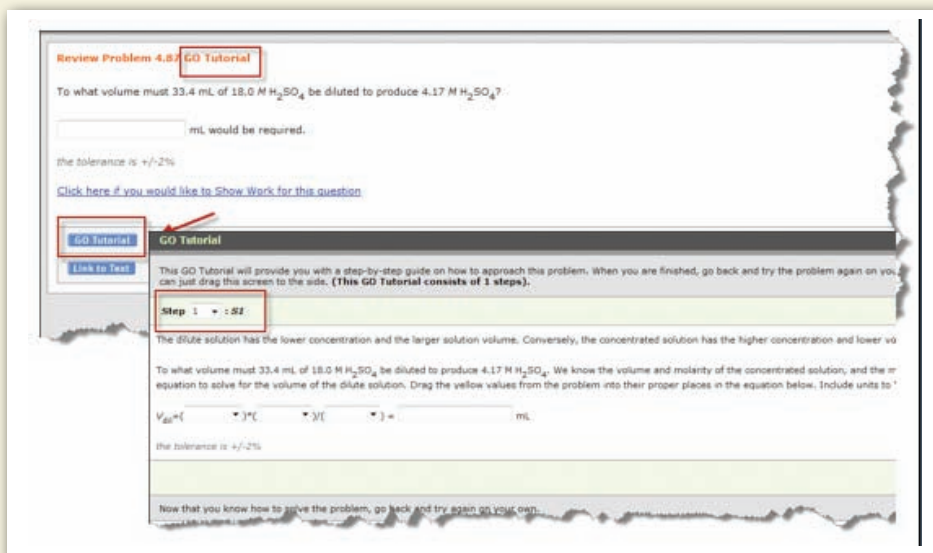 Review Problem 4.87 GO Tutorial
To what volume must 33.4 mL of 18.0 M H₂SO₄ be diluted to produce 4.17 M H₂SO₄?
mL would be required.
the tolerance is +/-2%
Click here if you would like to Show Work for this question
GO Tutorial
Link to Text
GO Tutorial
This GO Tutorial will provide you with a step-by-step guide on how to approach this problem. When you are finished, go back and try the problem again on
can just drag this screen to the side. (This GO Tutorial consists of 1 steps).
Step 1 : S1
The dilute solution has the lower concentration and the larger solution volume. Conversely, the concentrated solution has the higher concentration and lower
To what volume must 33.4 mL of 18.0 M H₂SO₄ be diluted to produce 4.17 M H₂SO₄. We know the volume and molarity of the concentrated solution, and the
equation to solve for the volume of the dilute solution. Drag the yellow values from the problem into their proper places in the equation below. Include units to
V_dil=( )*( )/( ) = mL
the tolerance is +/-2%
Now that you know how to solve the problem, go back and try again on your own.